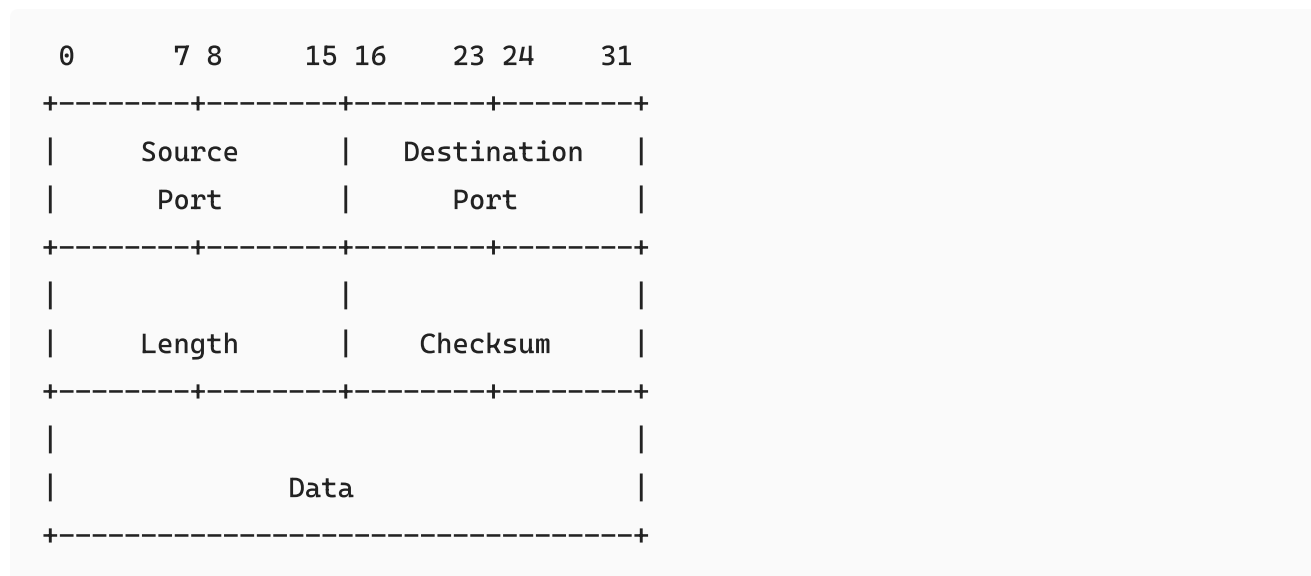 0      7 8     15 16    23 24    31
+--------+--------+--------+--------+
|     Source      |   Destination   |
|      Port       |      Port       |
+--------+--------+--------+--------+
|                 |                 |
|     Length      |    Checksum     |
+--------+--------+--------+--------+
|                                   |
|              Data                 |
+-----------------------------------+